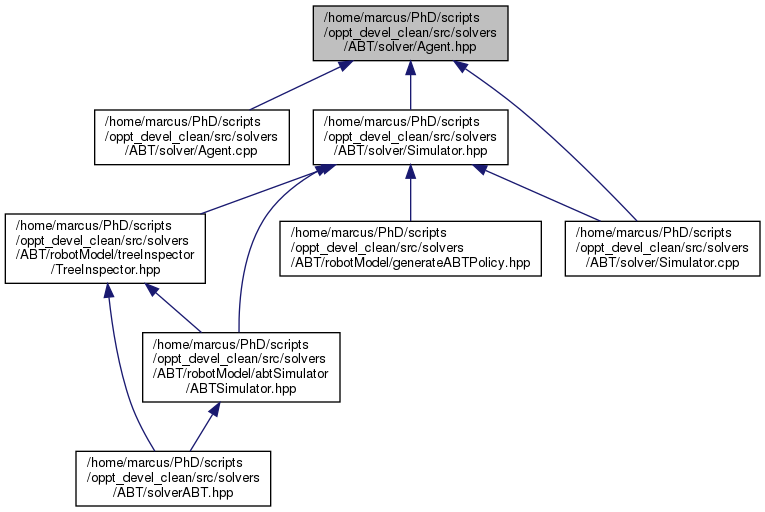 /home/marcus/PhD/scripts
/oppt_devel_clean/src/solvers
/ABT/solver/Agent.hpp
/home/marcus/PhD/scripts
/oppt_devel_clean/src/solvers
/ABT/solver/Agent.cpp
/home/marcus/PhD/scripts
/oppt_devel_clean/src/solvers
/ABT/solver/Simulator.hpp
/home/marcus/PhD/scripts
/oppt_devel_clean/src/solvers
/ABT/robotModel/treeInspector
/TreeInspector.hpp
/home/marcus/PhD/scripts
/oppt_devel_clean/src/solvers
/ABT/robotModel/generateABTPolicy.hpp
/home/marcus/PhD/scripts
/oppt_devel_clean/src/solvers
/ABT/solver/Simulator.cpp
/home/marcus/PhD/scripts
/oppt_devel_clean/src/solvers
/ABT/robotModel/abtSimulator
/ABTSimulator.hpp
/home/marcus/PhD/scripts
/oppt_devel_clean/src/solvers
/ABT/solverABT.hpp